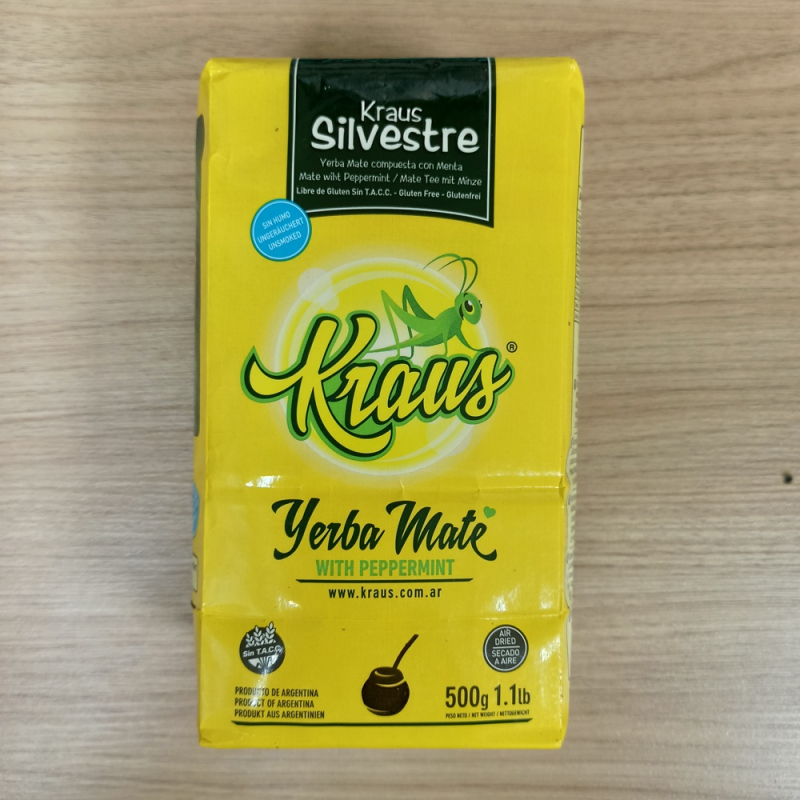 Kraus
Silvestre
Yerba Mate compuesta con Menta
Mate wiht Peppermint / Mate Tee mit Minze
Libre de Gluten Sin T.A.C.C. - Gluten Free - Glutenfrei
SIN HUMO
UNGERÄUCHERT
UNSMOKED
Kraus®
Yerba Mate
WITH PEPPERMINT
www.kraus.com.ar
Sin T.A.C.C.
AIR
DRIED
SECADO
A AIRE
PRODUCTO DE ARGENTINA
PRODUCT OF ARGENTINA
PRODUKT AUS ARGENTINIEN
500g 1.1lb
PESO NETO / NET WEIGHT / NETTOGEWICHT